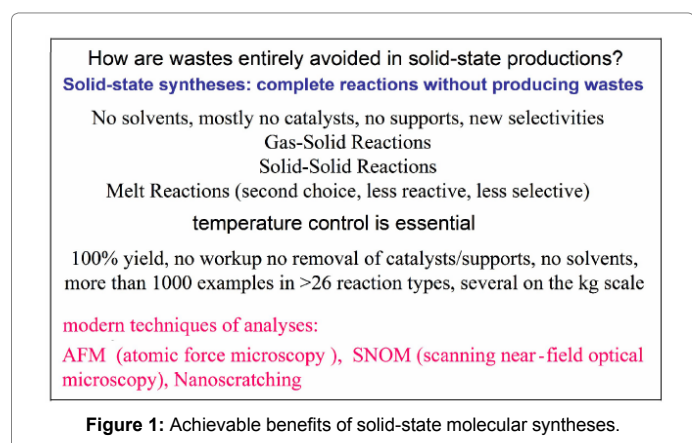 How are wastes entirely avoided in solid-state productions?
Solid-state syntheses: complete reactions without producing wastes
No solvents, mostly no catalysts, no supports, new selectivities
Gas-Solid Reactions
Solid-Solid Reactions
Melt Reactions (second choice, less reactive, less selective)
temperature control is essential
100% yield, no workup no removal of catalysts/supports, no solvents,
more than 1000 examples in >26 reaction types, several on the kg scale
modern techniques of analyses:
AFM (atomic force microscopy ), SNOM (scanning near-field optical
microscopy), Nanoscratching
Figure 1: Achievable benefits of solid-state molecular syntheses.